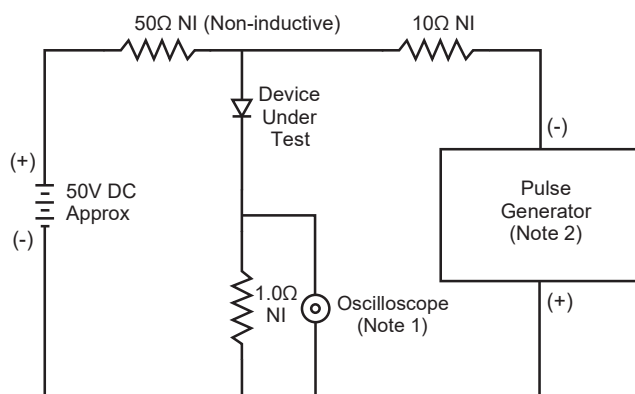 50Ω NI (Non-inductive)
10Ω NI
Device
Under
Test
(+)
50V DC
Approx
(-)
(-)
Pulse
Generator
(Note 2)
(+)
1.0Ω
NI
Oscilloscope
(Note 1)